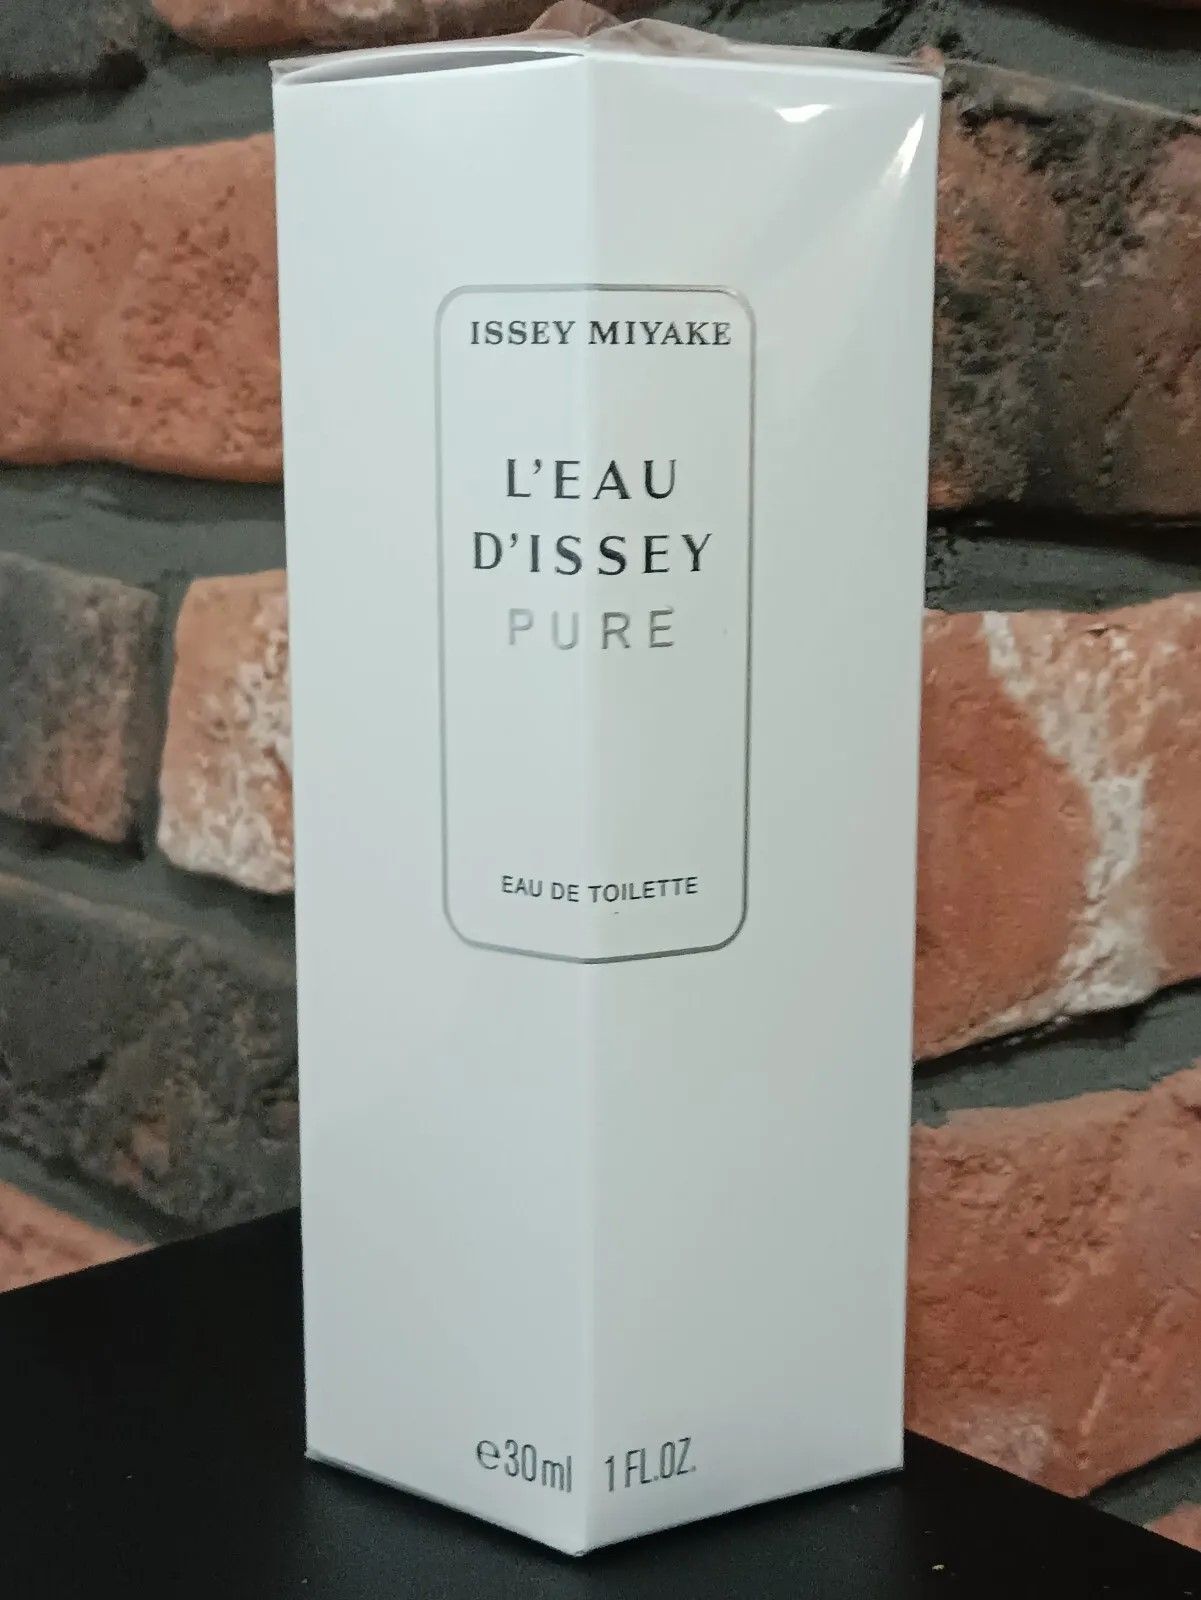 ISSEY MIYAKE
L'EAU
D'ISSEY
PURE
EAU DE TOILETTE
℮30ml 1 FL.OZ.